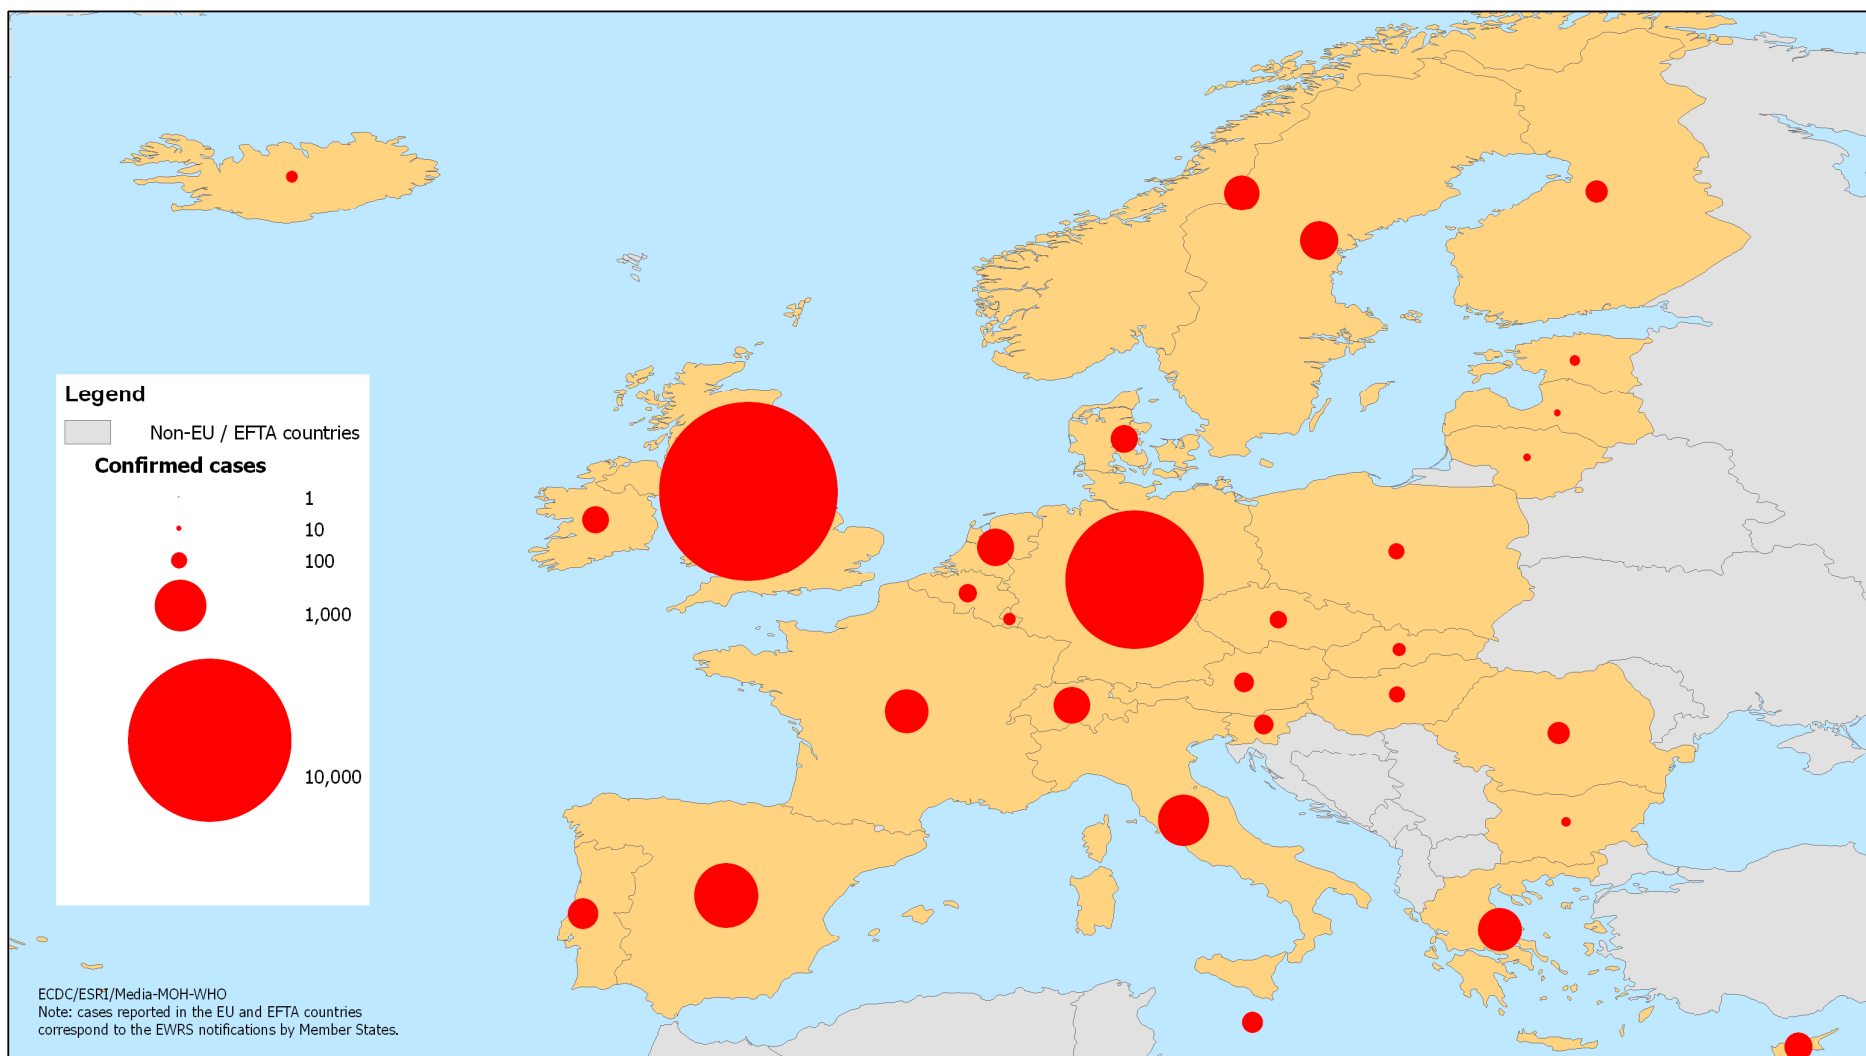 Legend
Non-EU / EFTA countries
Confirmed cases
1
10
100
1,000
10,000
ECDC/ESRI/Media-MOH-WHO
Note: cases reported in the EU and EFTA countries
correspond to the EWRS notifications by Member States.